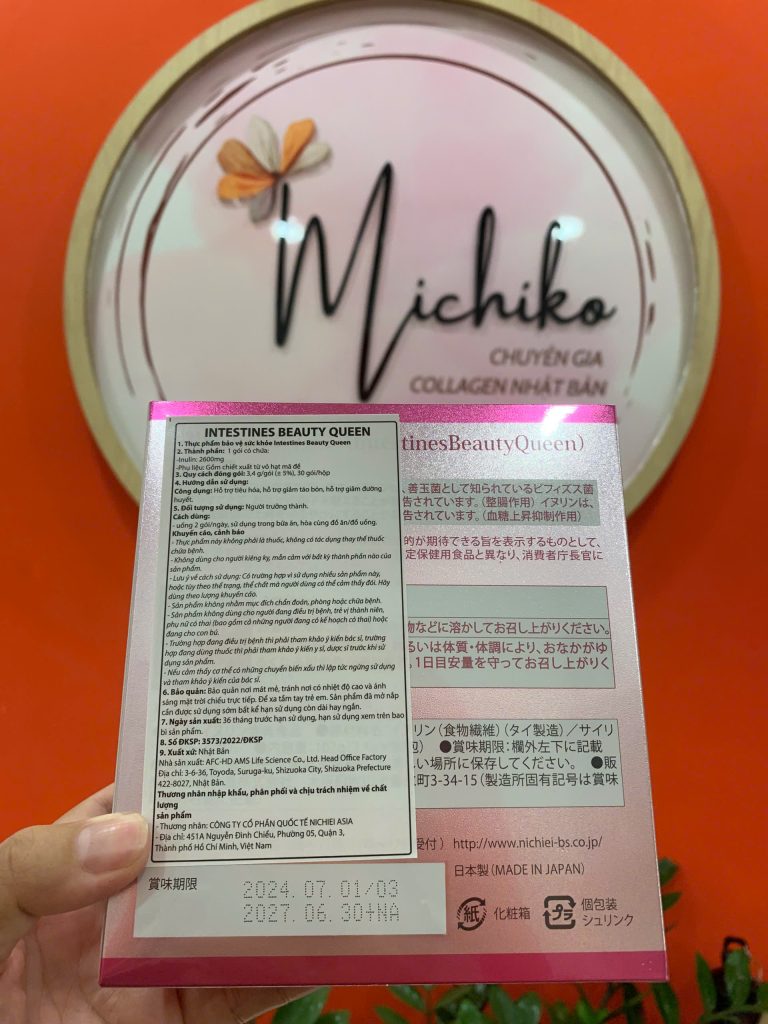 Michiko
CHUYÊN GIA
COLLAGEN NHẬT BẢN
INTESTINES BEAUTY QUEEN
1. Thực phẩm bảo vệ sức khỏe Intestines Beauty Queen
2. Thành phần: 1 gói có chứa:
-Inulin: 2600mg
-Phụ liệu: Gồm chiết xuất từ vỏ hạt mã đề
3. Quy cách đóng gói: 3,4 g/gói (± 5%), 30 gói/hộp
4. Hướng dẫn sử dụng:
Công dụng: Hỗ trợ tiêu hóa, hỗ trợ giảm táo bón, hỗ trợ giảm đường
huyết.
5. Đối tượng sử dụng: Người trưởng thành.
Cách dùng:
- uống 2 gói/ngày, sử dụng trong bữa ăn, hòa cùng đồ ăn/đồ uống.
Khuyến cáo, cảnh báo
- Thực phẩm này không phải là thuốc, không có tác dụng thay thế thuốc
chữa bệnh.
- Không dùng cho người kiêng kỵ, mẫn cảm với bất kỳ thành phần nào của
sản phẩm.
- Lưu ý về cách sử dụng: Có trường hợp vì sử dụng nhiều sản phẩm này,
hoặc tùy theo thể trạng, thể chất mà người dùng có thể cảm thấy đói. Hãy
dùng theo lượng khuyến cáo.
- Sản phẩm không nhằm mục đích chẩn đoán, phòng hoặc chữa bệnh.
- Sản phẩm không dùng cho người đang điều trị bệnh, trẻ vị thành niên,
phụ nữ có thai (bao gồm cả những người đang có kế hoạch có thai) hoặc
đang cho con bú.
- Trường hợp đang điều trị bệnh thì phải tham khảo ý kiến bác sĩ, trường
hợp đang dùng thuốc thì phải tham khảo ý kiến y sĩ, dược sĩ trước khi sử
dụng sản phẩm.
- Nếu cảm thấy cơ thể có những chuyển biến xấu thì lập tức ngừng sử dụng
và tham khảo ý kiến của bác sĩ.
6. Bảo quản: Bảo quản nơi mát mẻ, tránh nơi có nhiệt độ cao và ánh
sáng mặt trời chiếu trực tiếp. Để xa tầm tay trẻ em. Sản phẩm đã mở nắp
cần được sử dụng sớm bất kể hạn sử dụng còn dài hay ngắn.
7. Ngày sản xuất: 36 tháng trước hạn sử dụng, hạn sử dụng xem trên bao
bì sản phẩm.
8. Số ĐKSP: 3573/2022/ĐKSP
9. Xuất xứ: Nhật Bản
Nhà sản xuất: AFC-HD AMS Life Science Co., Ltd. Head Office Factory
Địa chỉ: 3-6-36, Toyoda, Suruga-ku, Shizuoka City, Shizuoka Prefecture
422-8027, Nhật Bản.
Thương nhân nhập khẩu, phân phối và chịu trách nhiệm về chất
lượng
sản phẩm
- Thương nhân: CÔNG TY CỔ PHẦN QUỐC TẾ NICHIEI ASIA
- Địa chỉ: 451A Nguyễn Đình Chiểu, Phường 05, Quận 3,
Thành phố Hồ Chí Minh, Việt Nam
tinesBeautyQueen)
、善玉菌として知られているビフィズス菌
告されています。（整腸作用）イヌリンは、
告されています。（血糖上昇抑制作用）
的が期待できる旨を表示するものとして、
定保健用食品と異なり、消費者庁長官に
物などに溶かしてお召し上がりください。
るいは体質・体調により、おなかがゆ
、1日目安量を守ってお召し上がりく
リン（食物繊維）（タイ製造）／サイリ
包） ●賞味期限：欄外左下に記載
しい場所に保存してください。 ●販
町3-34-15（製造所固有記号は賞味
受付） http://www.nichiei-bs.co.jp/
日本製（MADE IN JAPAN）
賞味期限
2024.07.01/03
2027.06.30+NA
紙 化粧箱
プラ 個包装
シュリンク